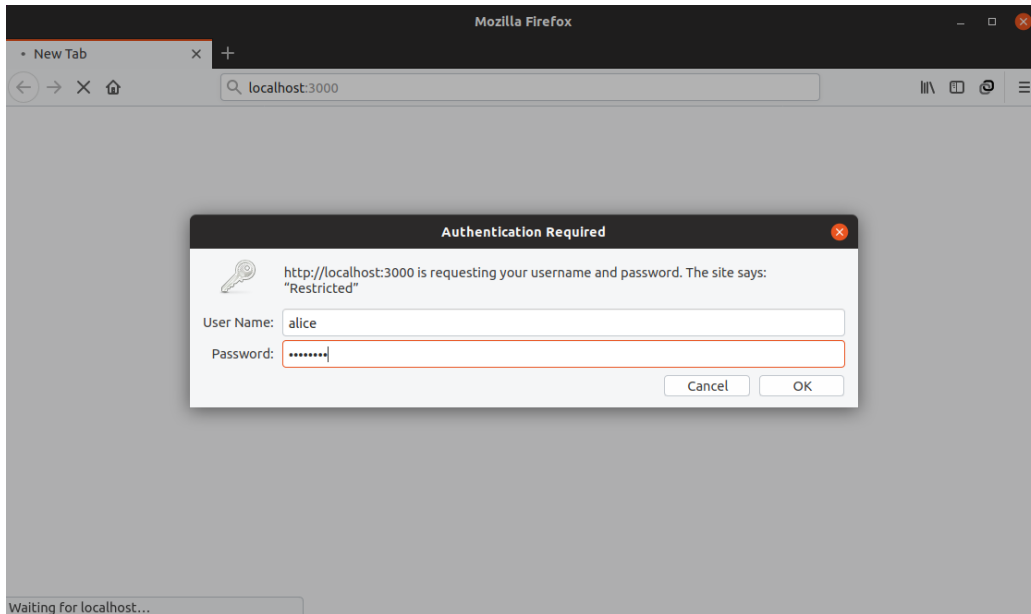 Mozilla Firefox
• New Tab
localhost:3000
Authentication Required
http://localhost:3000 is requesting your username and password. The site says:
“Restricted”
User Name: alice
Password: ••••••••
Cancel OK
Waiting for localhost…